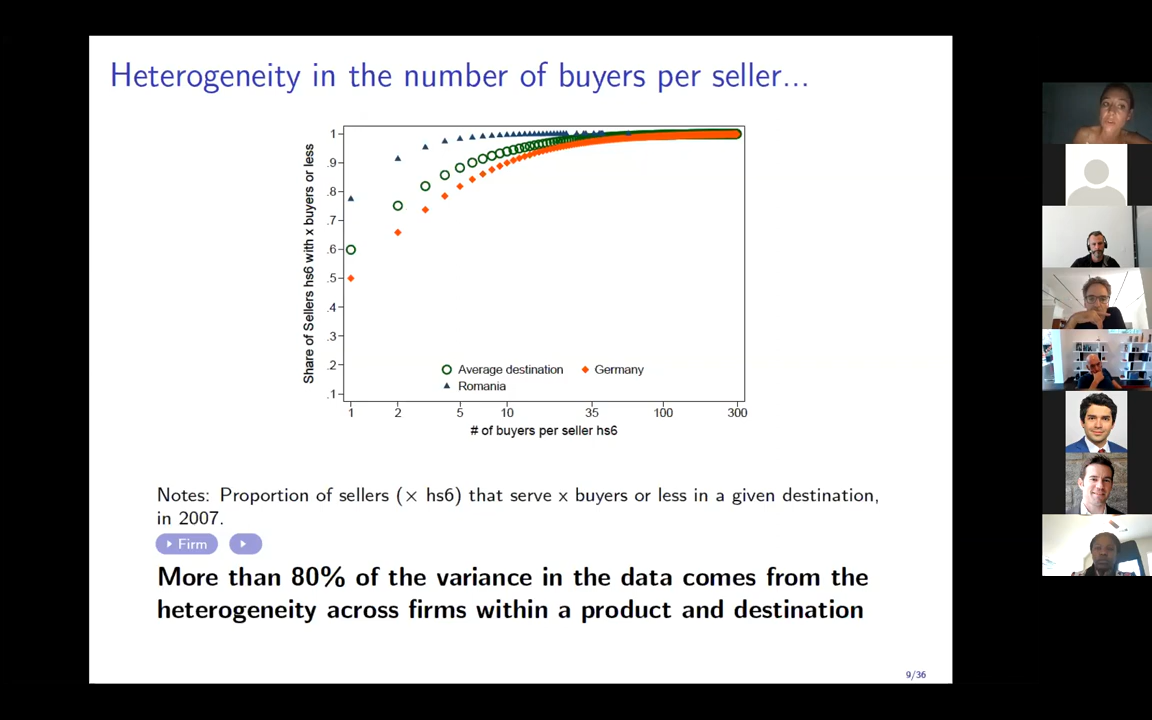 Heterogeneity in the number of buyers per seller...
Share of Sellers hs6 with x buyers or less
1
.9
.8
.7
.6
.5
.4
.3
.2
.1
Average destination
Germany
Romania
1 2 5 10 35 100 300
# of buyers per seller hs6
Notes: Proportion of sellers (× hs6) that serve x buyers or less in a given destination,
in 2007.
Firm
More than 80% of the variance in the data comes from the
heterogeneity across firms within a product and destination
9/36